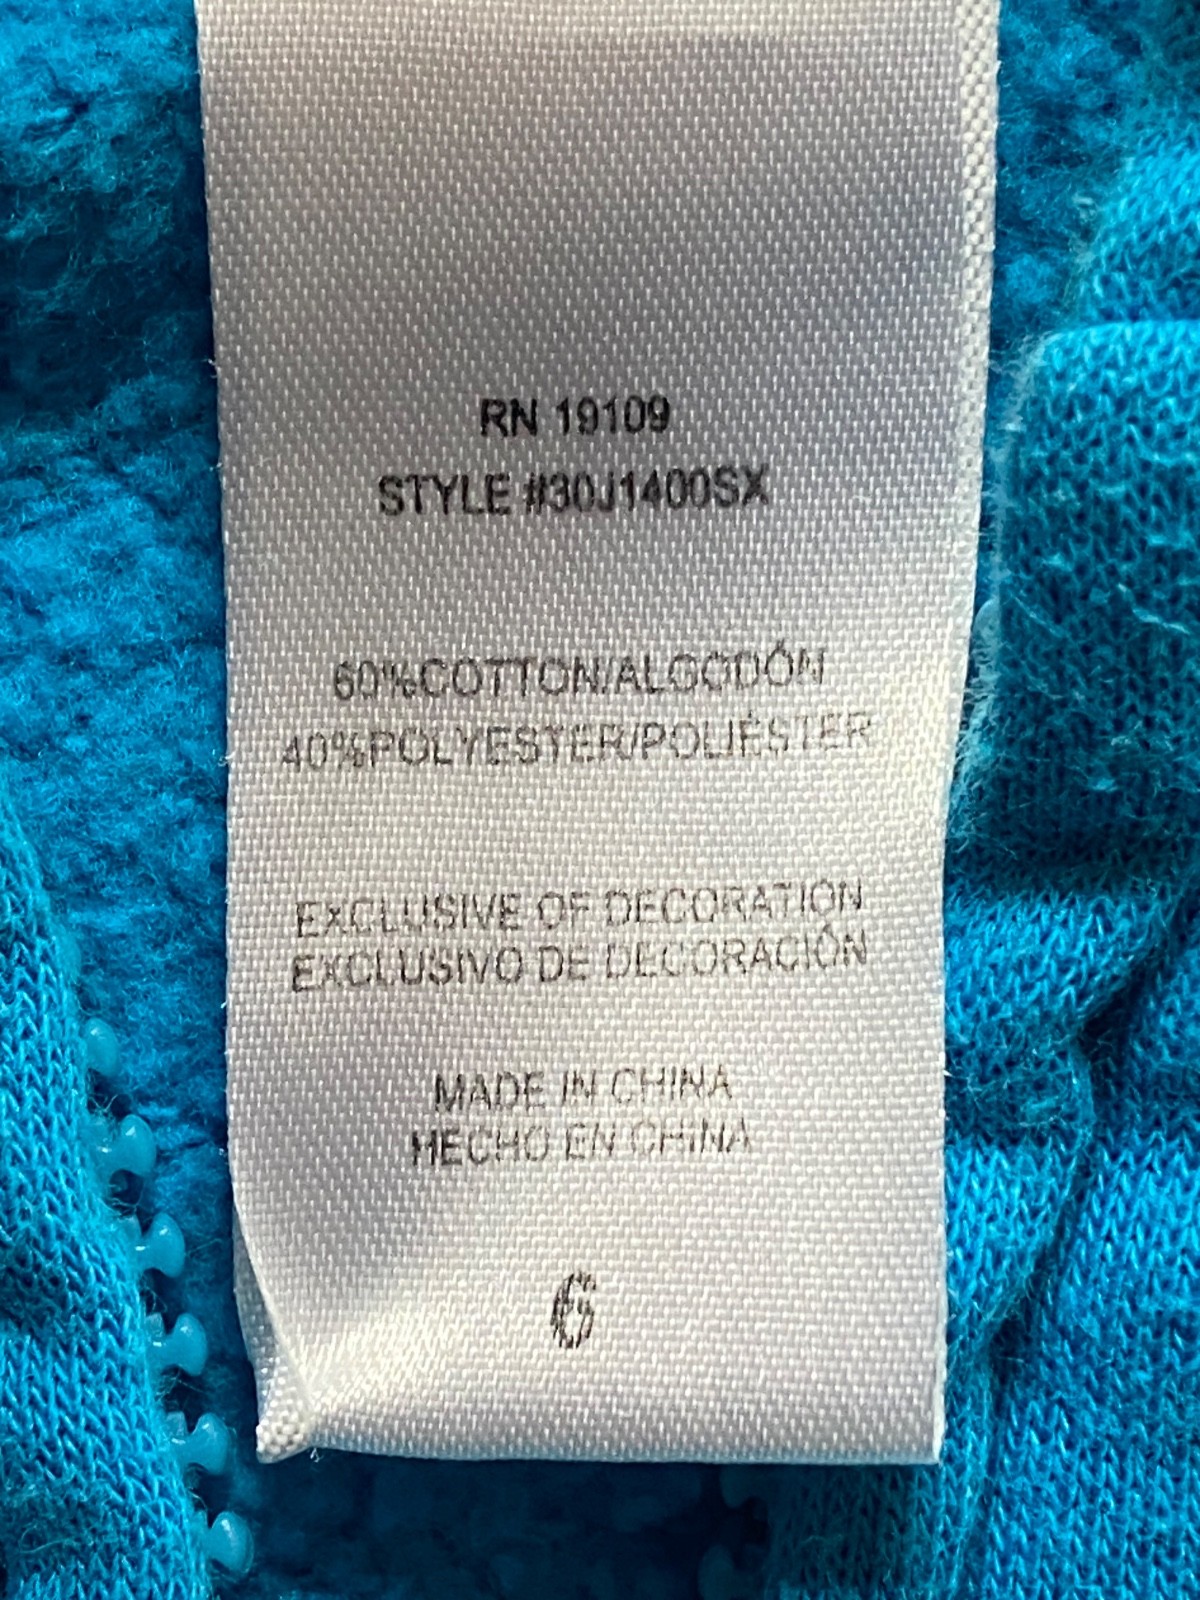 RN 19109
STYLE #30J1400SX
60%COTTON/ALGODÓN
40%POLYESTER/POLIÉSTER
EXCLUSIVE OF DECORATION
EXCLUSIVO DE DECORACIÓN
MADE IN CHINA
HECHO EN CHINA
6